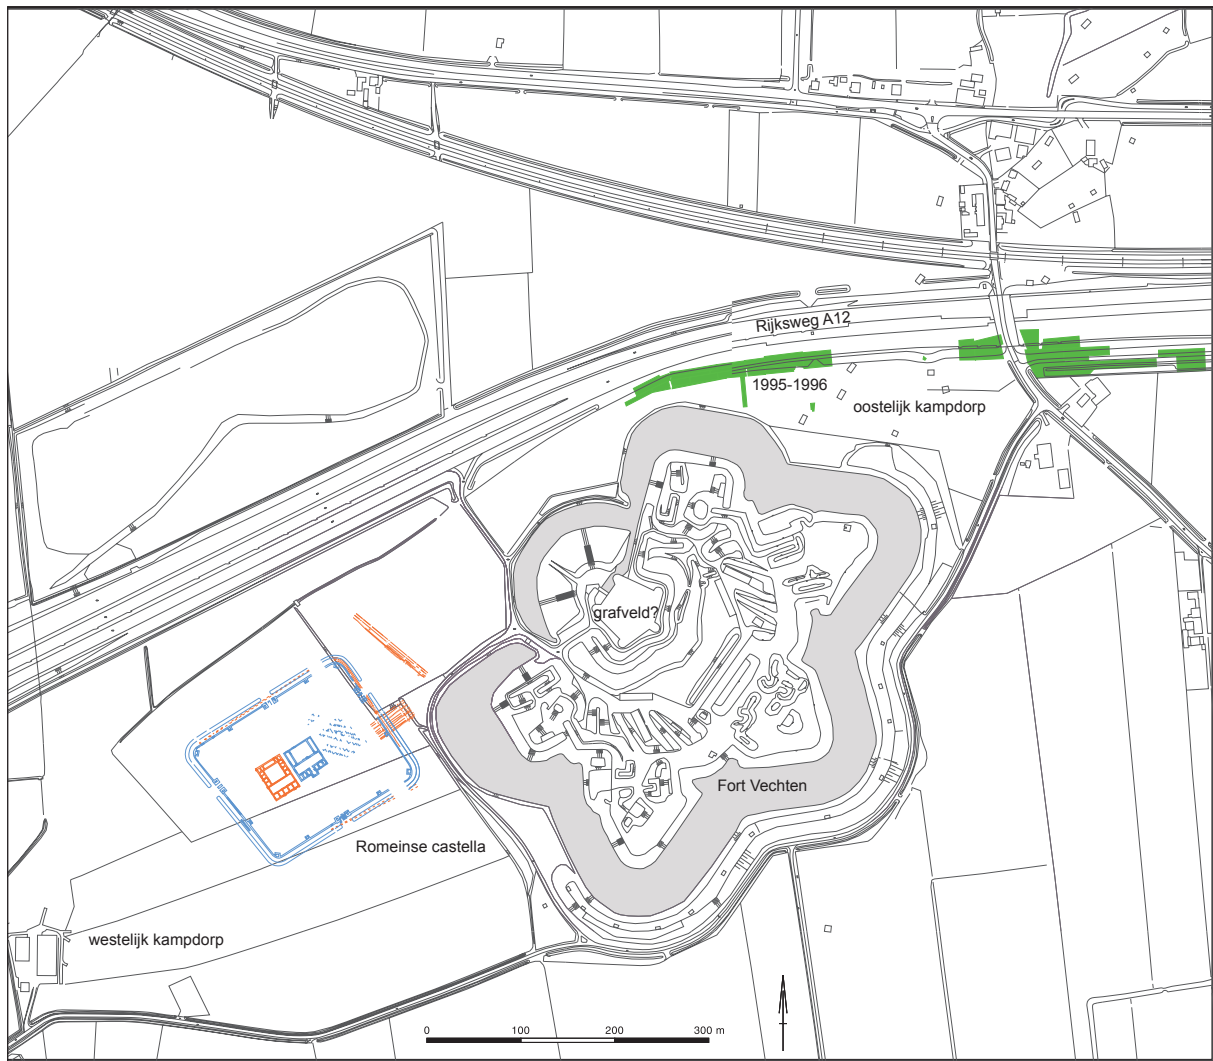 Rijksweg A12
1995-1996
oostelijk kampdorp
grafveld?
Fort Vechten
Romeinse castella
westelijk kampdorp
0 100 200 300 m